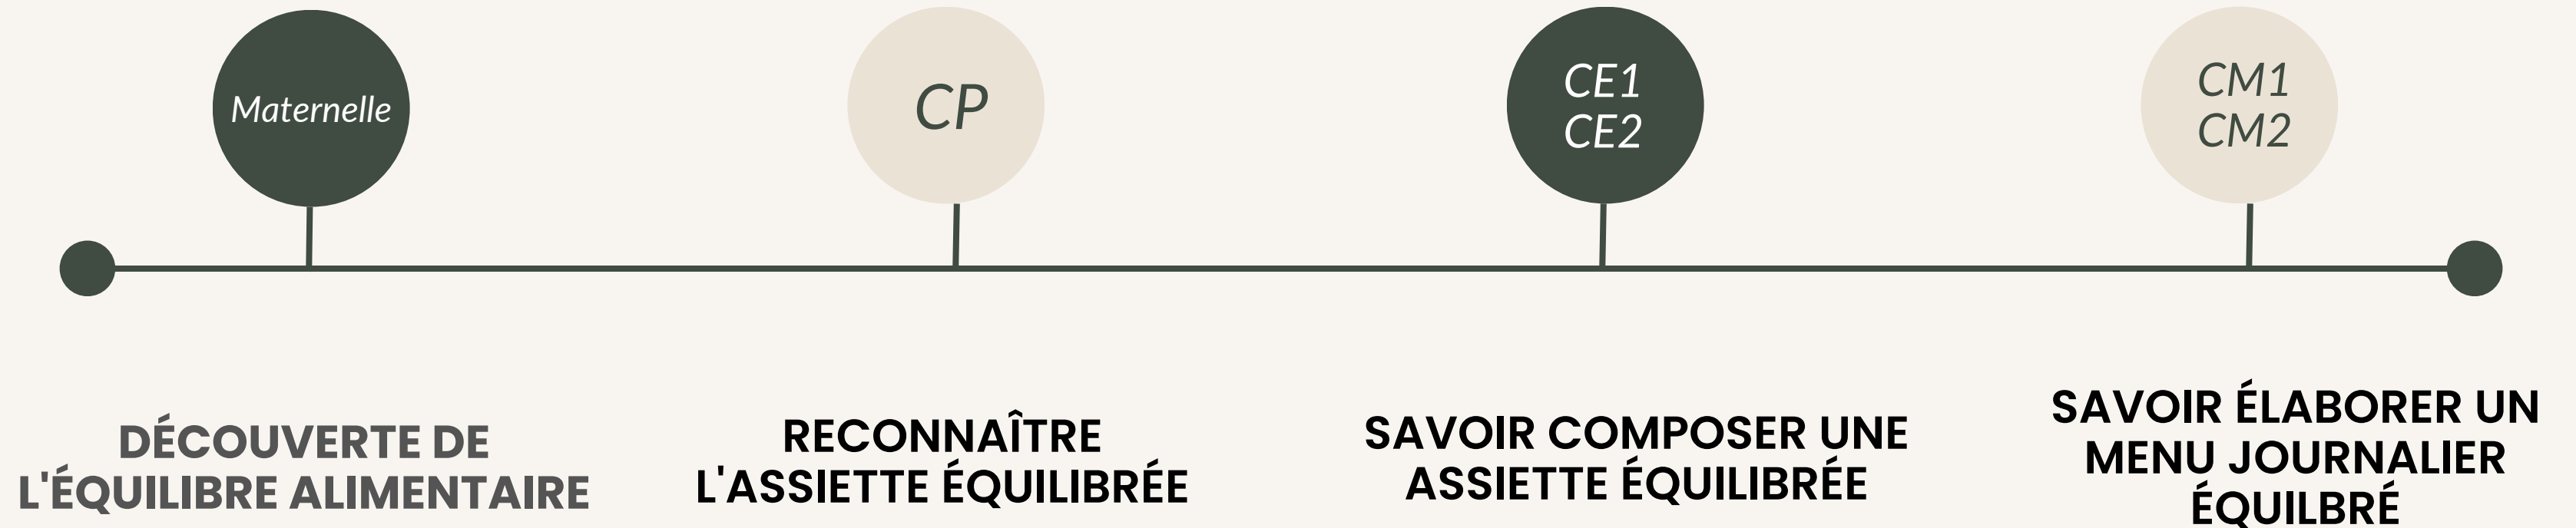 Maternelle
CP
CE1
CE2
CM1
CM2
DÉCOUVERTE DE
L'ÉQUILIBRE ALIMENTAIRE
RECONNAÎTRE
L'ASSIETTE ÉQUILIBRÉE
SAVOIR COMPOSER UNE
ASSIETTE ÉQUILIBRÉE
SAVOIR ÉLABORER UN
MENU JOURNALIER
ÉQUILBRÉ